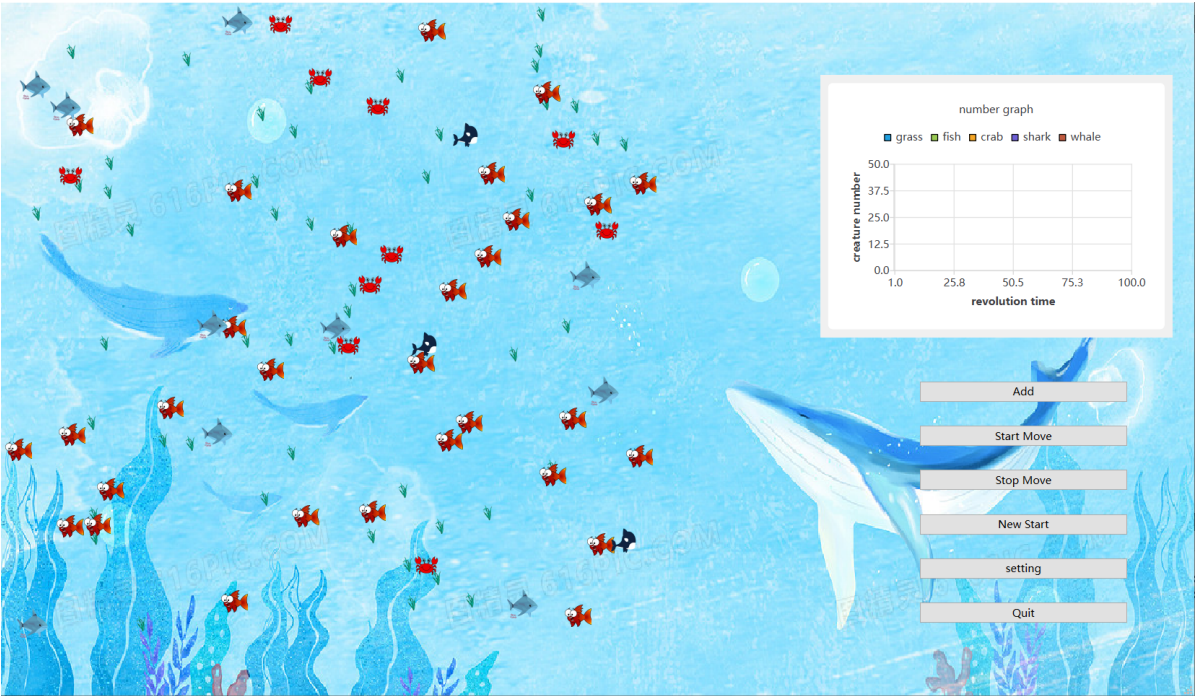 number graph
grass fish crab shark whale
50.0
37.5
25.0
12.5
0.0
creature number
1.0 25.8 50.5 75.3 100.0
revolution time
Add
Start Move
Stop Move
New Start
setting
Quit